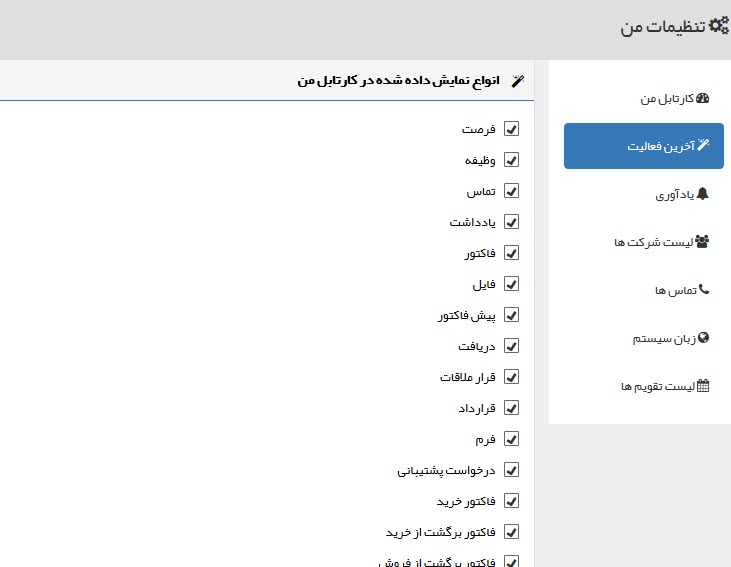 تنظیمات من
کارتابل من
آخرین فعالیت
یادآوری
لیست شرکت ها
تماس ها
زبان سیستم
لیست تقویم ها
انواع نمایش داده شده در کارتابل من
فرصت
وظیفه
تماس
یادداشت
فاکتور
فایل
پیش فاکتور
دریافت
قرار ملاقات
قرارداد
فرم
درخواست پشتیبانی
فاکتور خرید
فاکتور برگشت از خرید
فاکتور برگشت از فروش